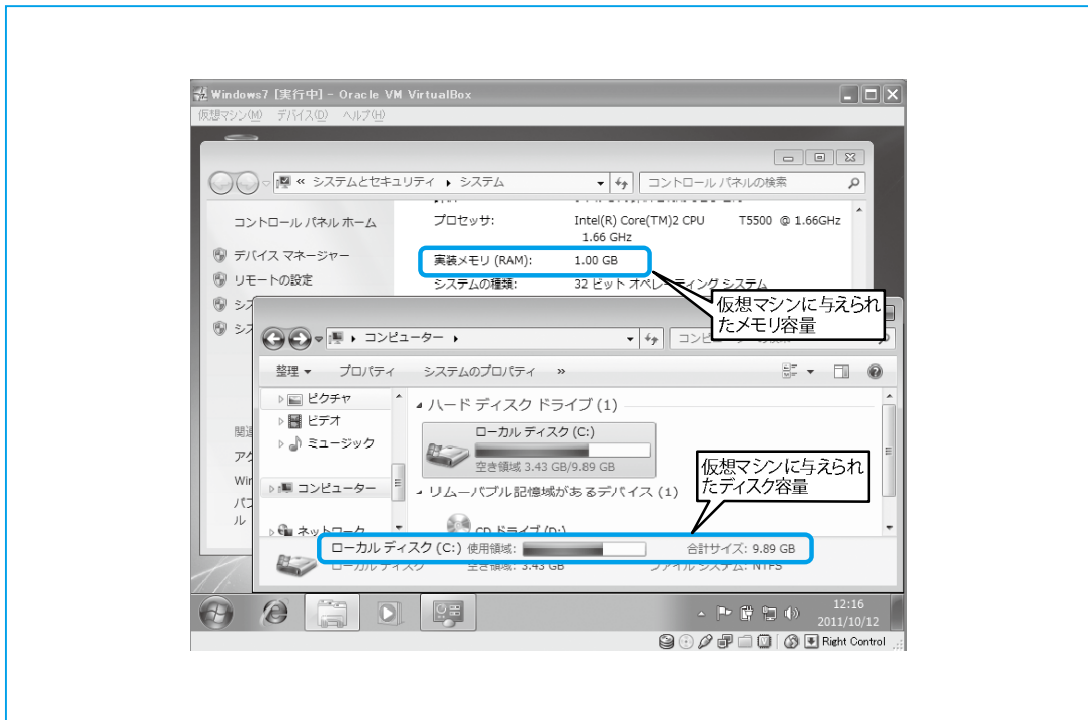 Windows7 [実行中] - Oracle VM VirtualBox
仮想マシン(M) デバイス(D) ヘルプ(H)
« システムとセキュリティ ▸ システム
コントロール パネルの検索
コントロール パネル ホーム
デバイス マネージャー
リモートの設定
シス
シス
プロセッサ: Intel(R) Core(TM)2 CPU T5500 @ 1.66GHz
1.66 GHz
実装メモリ (RAM): 1.00 GB
システムの種類: 32 ビット オペレーティング システム
仮想マシンに与えられ
たメモリ容量
▸ コンピューター ▸
整理 ▼ プロパティ システムのプロパティ »
ピクチャ
ビデオ
ミュージック
コンピューター
ネットワーク
関連
アク
Win
パフ
ル
ハード ディスク ドライブ (1)
ローカル ディスク (C:)
空き領域 3.43 GB/9.89 GB
リムーバブル記憶域があるデバイス (1)
CD ドライブ (D:)
仮想マシンに与えられ
たディスク容量
ローカル ディスク (C:) 使用領域: 合計サイズ: 9.89 GB
ローカル ディスク 空き領域: 3.43 GB ファイル システム: NTFS
12:16
2011/10/12
Right Control